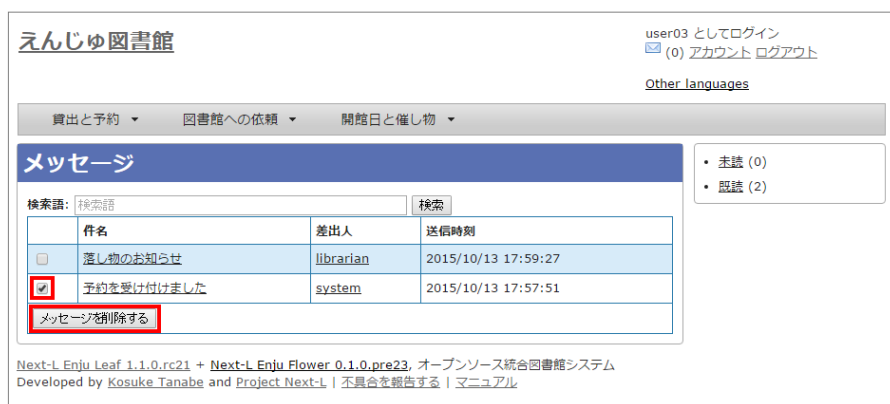 えんじゅ図書館
user03 としてログイン
(0) アカウント ログアウト
Other languages
貸出と予約 ▼ 図書館への依頼 ▼ 開館日と催し物 ▼
メッセージ
検索語: 検索語 検索
件名 差出人 送信時刻
落し物のお知らせ librarian 2015/10/13 17:59:27
予約を受け付けました system 2015/10/13 17:57:51
メッセージを削除する
• 未読 (0)
• 既読 (2)
Next-L Enju Leaf 1.1.0.rc21 + Next-L Enju Flower 0.1.0.pre23, オープンソース統合図書館システム
Developed by Kosuke Tanabe and Project Next-L | 不具合を報告する | マニュアル